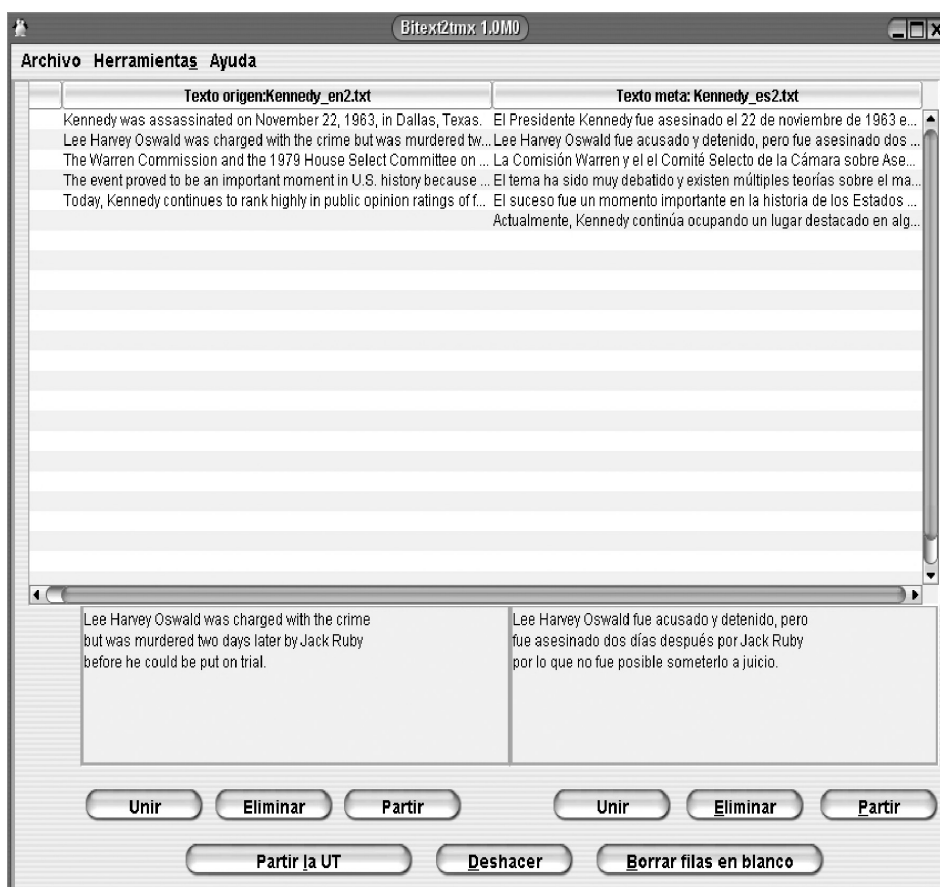 Bitext2tmx 1.0M0
Archivo Herramientas Ayuda
Texto origen:Kennedy_en2.txt Texto meta: Kennedy_es2.txt
Kennedy was assassinated on November 22, 1963, in Dallas, Texas. El Presidente Kennedy fue asesinado el 22 de noviembre de 1963 e...
Lee Harvey Oswald was charged with the crime but was murdered tw... Lee Harvey Oswald fue acusado y detenido, pero fue asesinado dos ...
The Warren Commission and the 1979 House Select Committee on ... La Comisión Warren y el el Comité Selecto de la Cámara sobre Ase...
The event proved to be an important moment in U.S. history because ... El tema ha sido muy debatido y existen múltiples teorías sobre el ma...
Today, Kennedy continues to rank highly in public opinion ratings of f... El suceso fue un momento importante en la historia de los Estados ...
Actualmente, Kennedy continúa ocupando un lugar destacado en alg...
Lee Harvey Oswald was charged with the crime
but was murdered two days later by Jack Ruby
before he could be put on trial.
Lee Harvey Oswald fue acusado y detenido, pero
fue asesinado dos días después por Jack Ruby
por lo que no fue posible someterlo a juicio.
Unir Eliminar Partir Unir Eliminar Partir
Partir la UT Deshacer Borrar filas en blanco